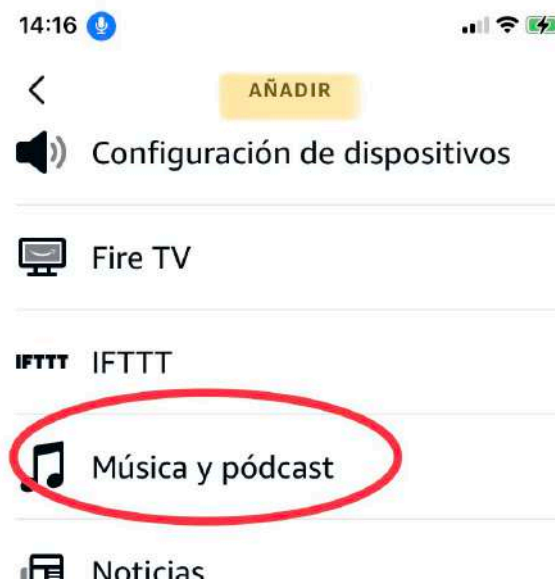 14:16
AÑADIR
Configuración de dispositivos
Fire TV
IFTTT IFTTT
Música y pódcast
Noticias